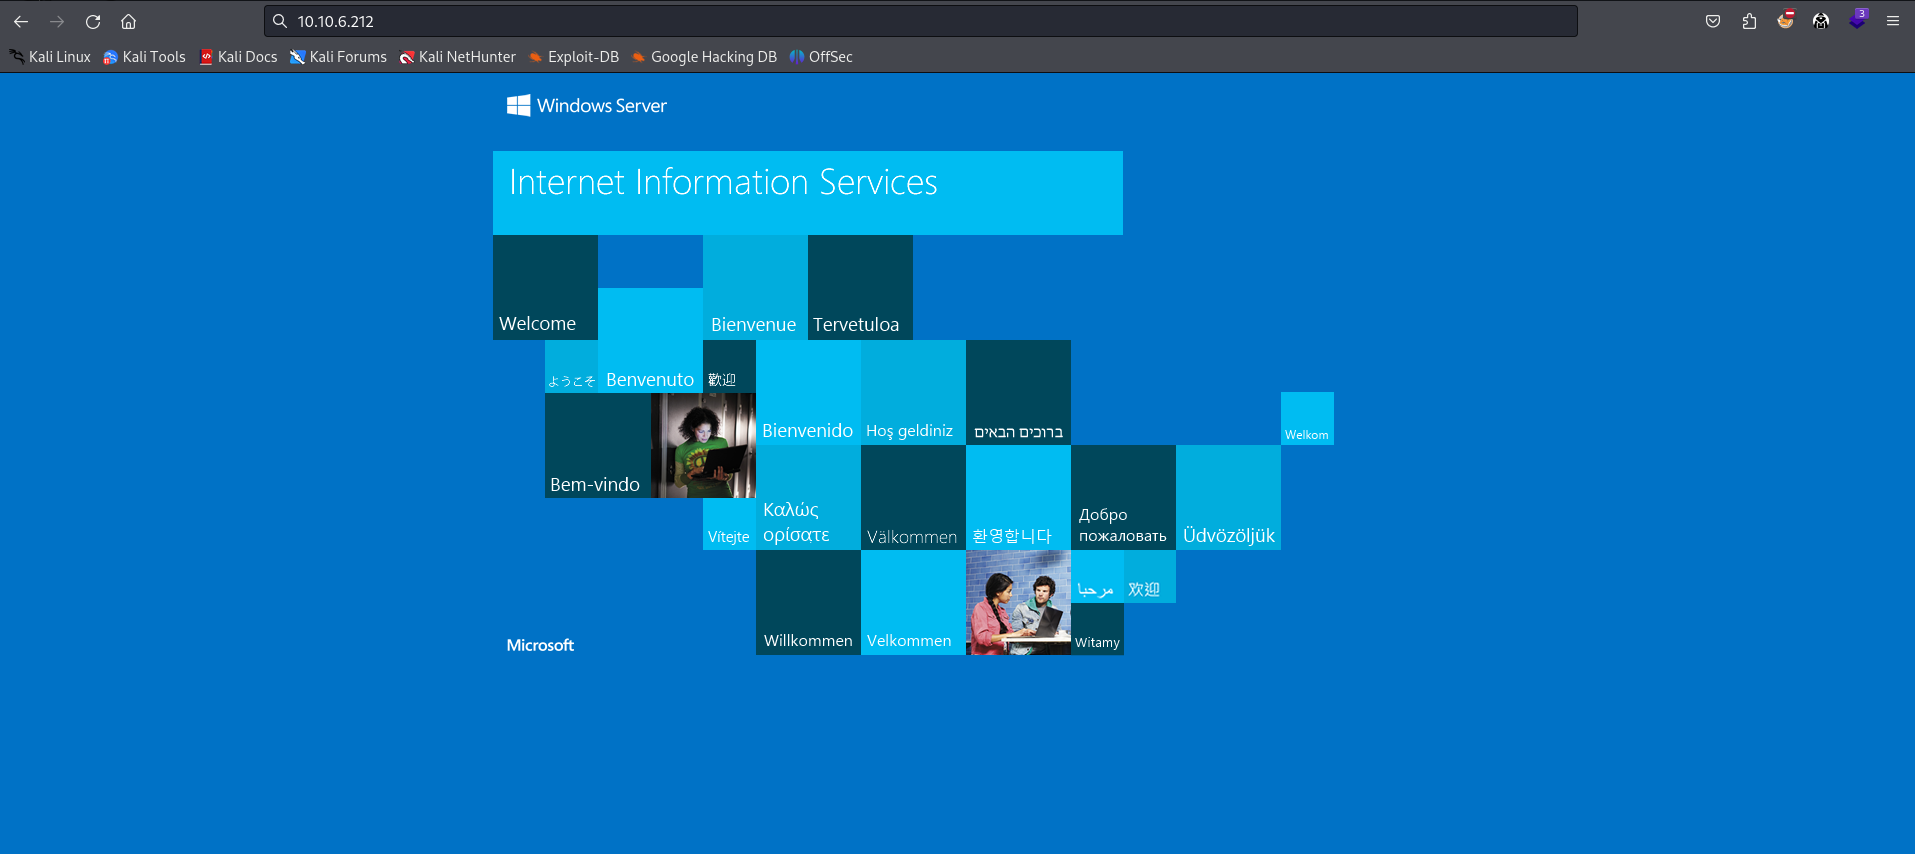 10.10.6.212
3
Kali Linux Kali Tools Kali Docs Kali Forums Kali NetHunter Exploit-DB Google Hacking DB OffSec
Windows Server
Internet Information Services
Welcome
Bienvenue
Tervetuloa
ようこそ
Benvenuto
歡迎
Bienvenido
Hoş geldiniz
ברוכים הבאים
Welkom
Bem-vindo
Vítejte
Καλώς
ορίσατε
Välkommen
환영합니다
Добро
пожаловать
Üdvözöljük
Microsoft
Willkommen
Velkommen
مرحبا
欢迎
Witamy